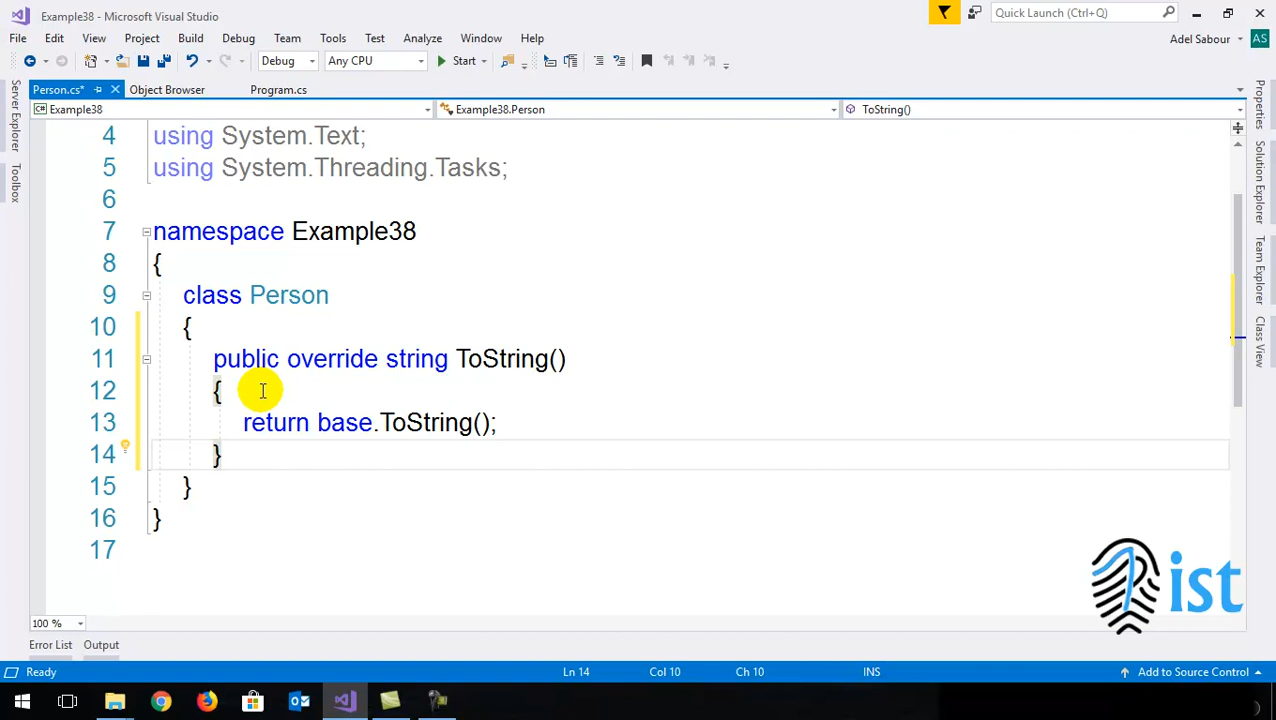 Example38 - Microsoft Visual Studio
Quick Launch (Ctrl+Q)
File Edit View Project Build Debug Team Tools Test Analyze Window Help
Adel Sabour AS
Debug Any CPU Start
Person.cs* Object Browser Program.cs
Example38 Example38.Person ToString()
Server Explorer
Toolbox
4 using System.Text;
5 using System.Threading.Tasks;
6
7 namespace Example38
8 {
9 class Person
10 {
11 public override string ToString()
12 {
13 return base.ToString();
14 }
15 }
16 }
17
Properties
Solution Explorer
Team Explorer
Class View
ist
100 %
Error List Output
Ready Ln 14 Col 10 Ch 10 INS Add to Source Control